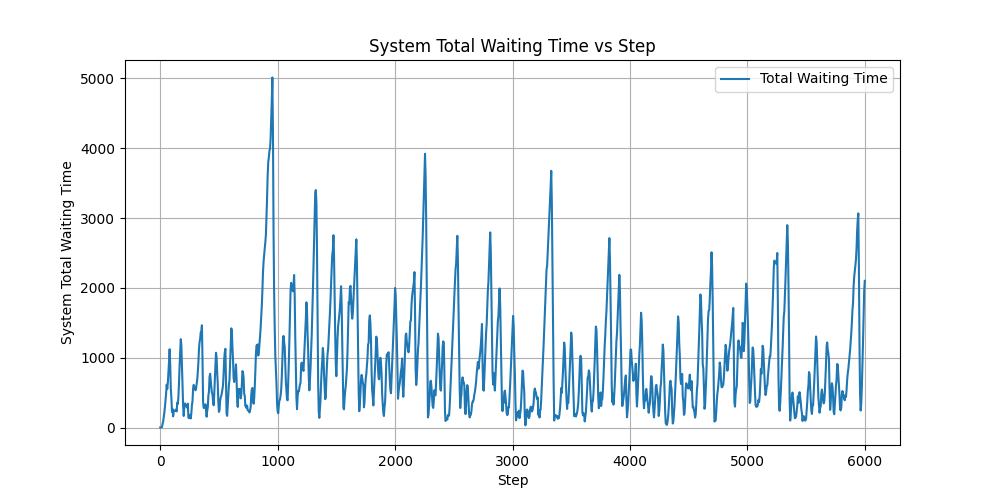 System Total Waiting Time vs Step
Total Waiting Time
5000
4000
3000
2000
1000
0
System Total Waiting Time
0 1000 2000 3000 4000 5000 6000
Step